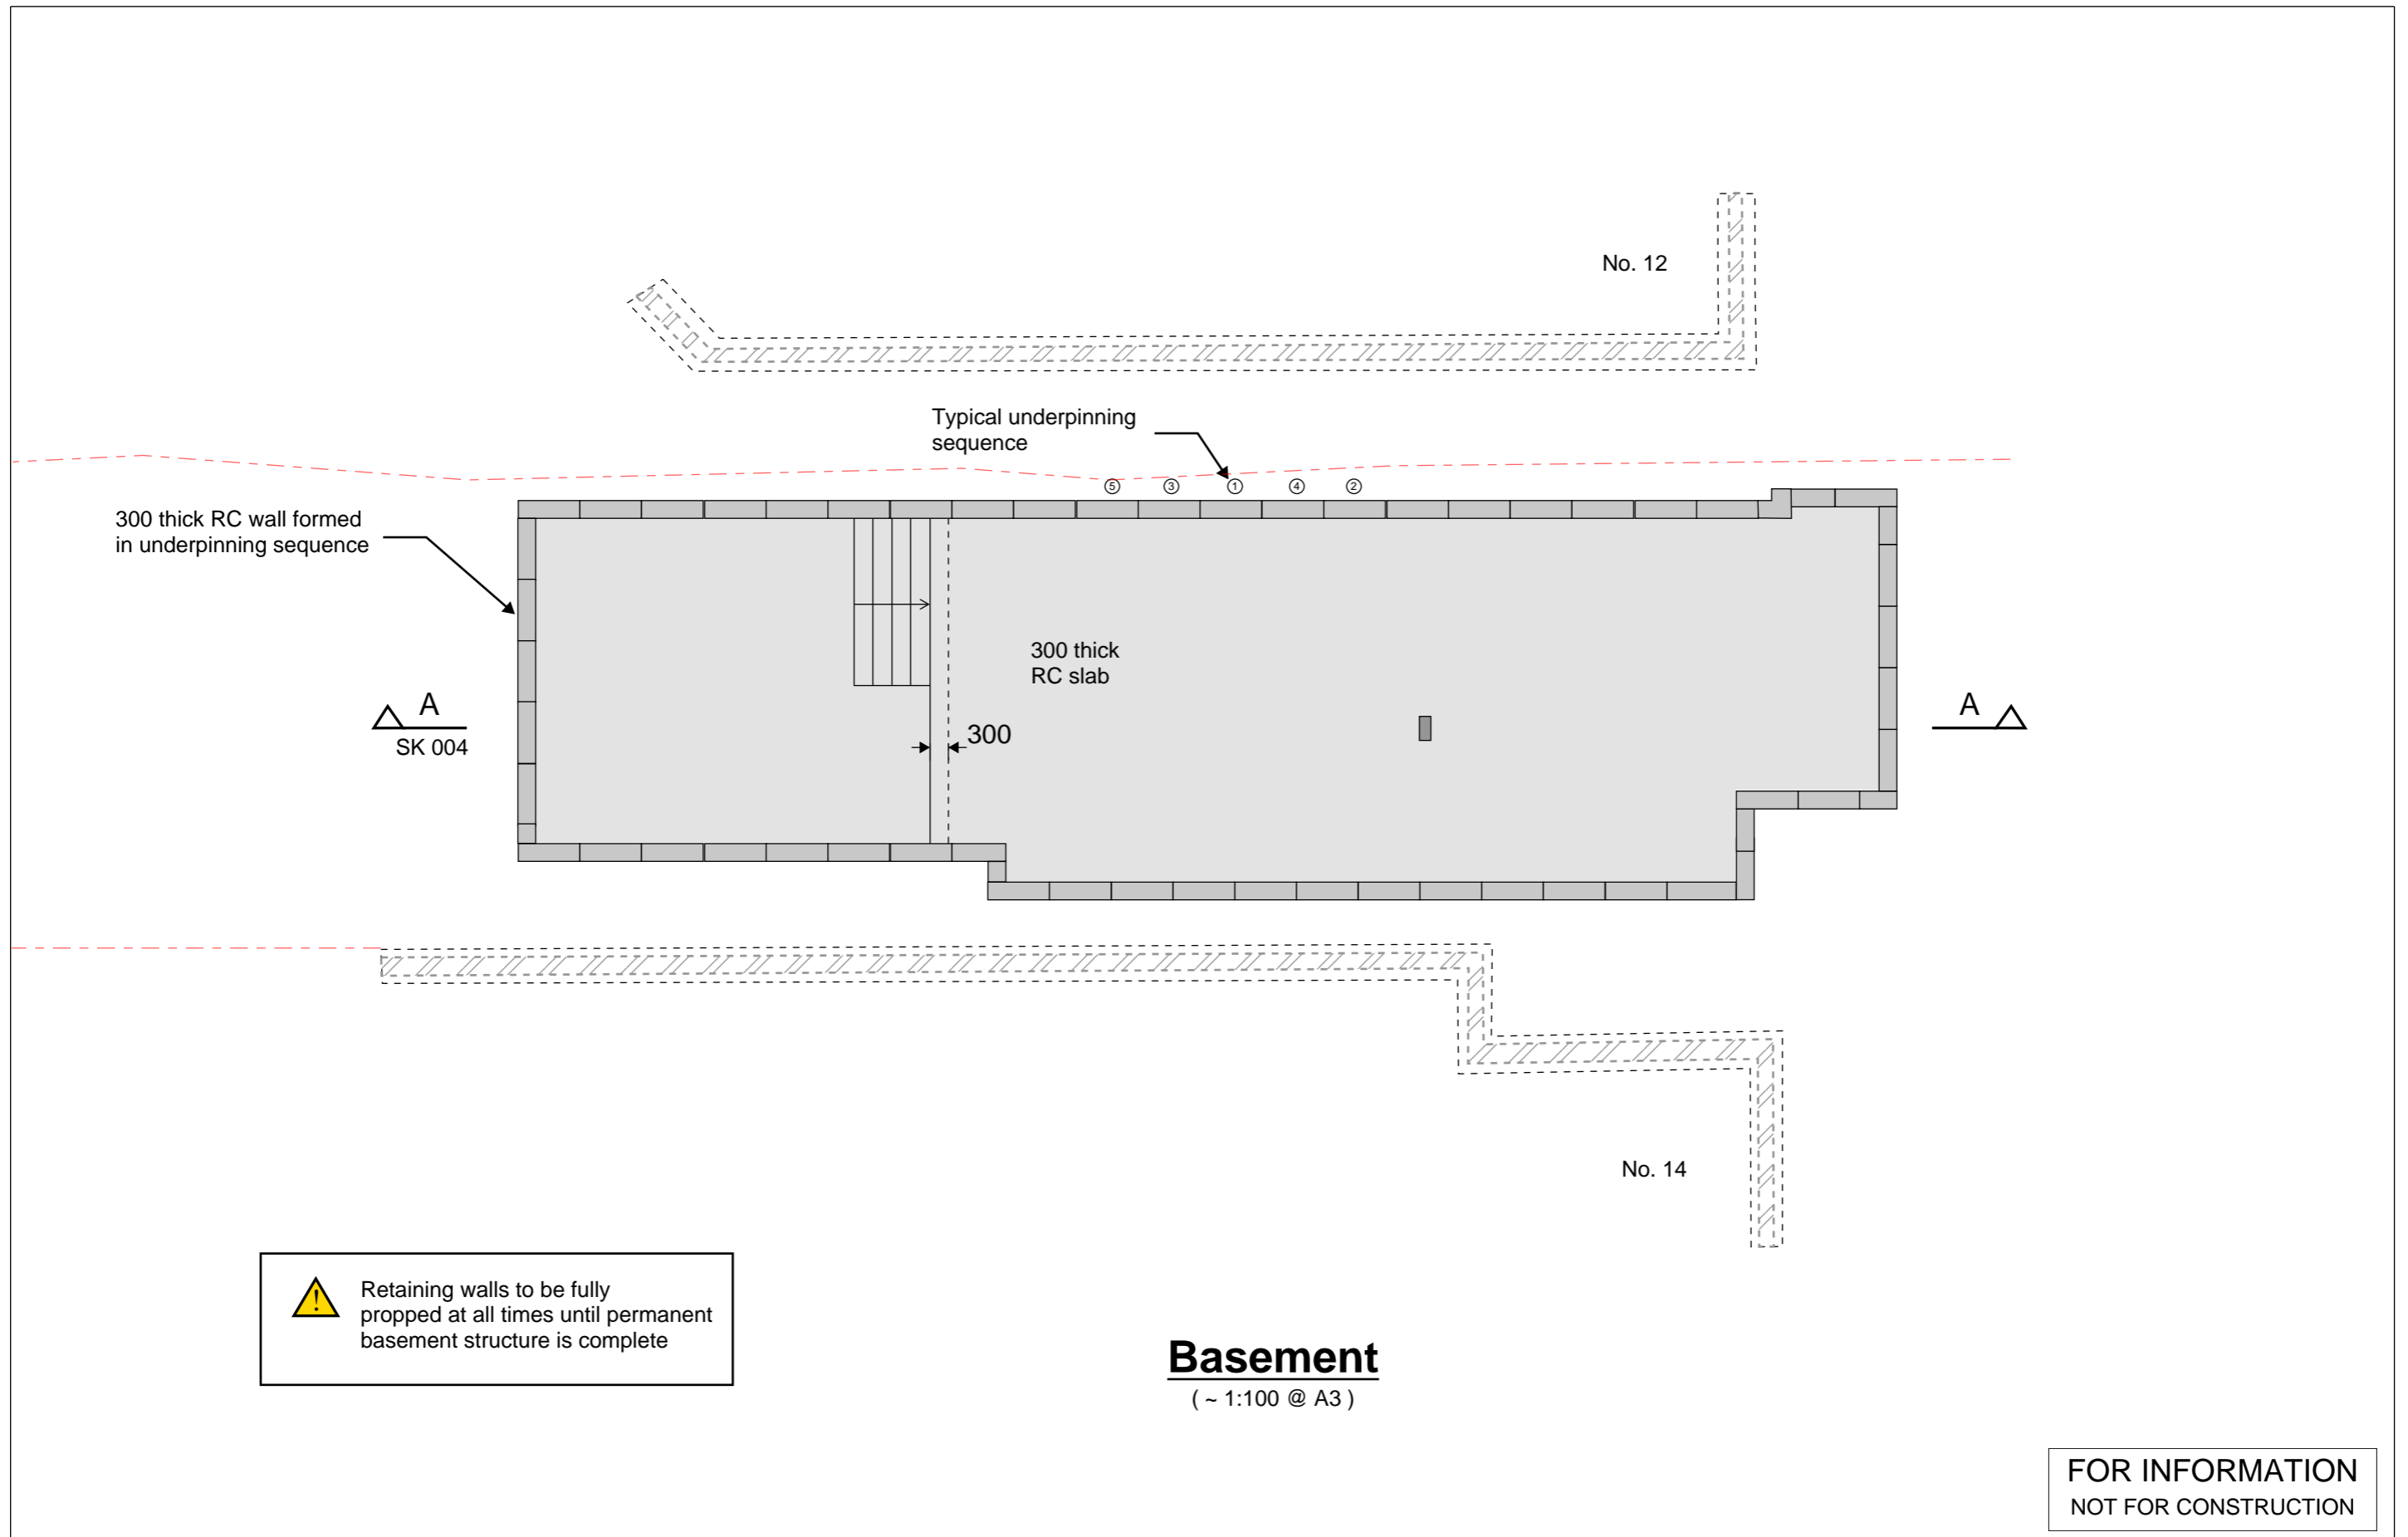 No. 12
Typical underpinning
sequence
⑤ ③ ① ④ ②
300 thick RC wall formed
in underpinning sequence
300 thick
RC slab
A
SK 004
300
A
No. 14
!
Retaining walls to be fully
propped at all times until permanent
basement structure is complete
Basement
( ~ 1:100 @ A3 )
FOR INFORMATION
NOT FOR CONSTRUCTION